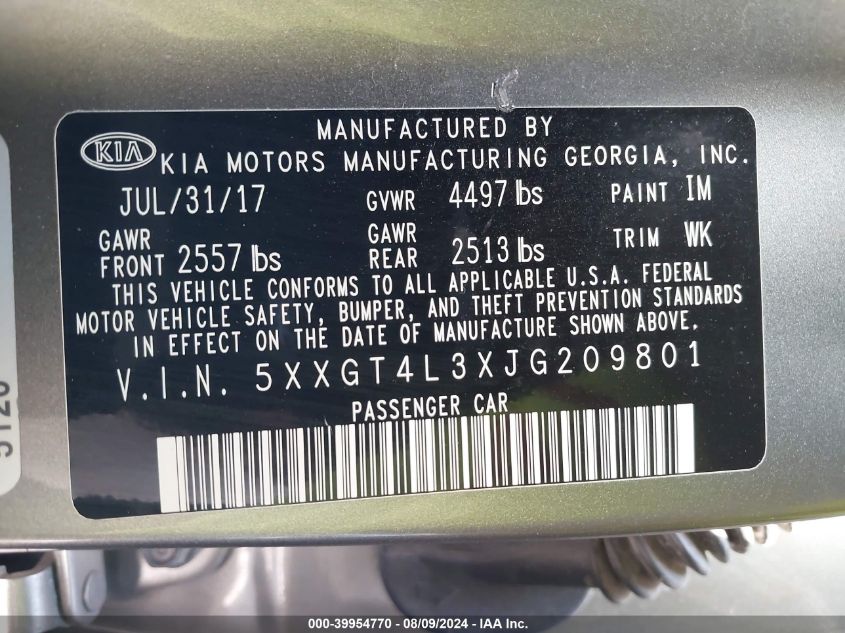 MANUFACTURED BY
KIA KIA MOTORS MANUFACTURING GEORGIA, INC.
JUL/31/17 GVWR 4497 lbs PAINT IM
GAWR FRONT 2557 lbs GAWR REAR 2513 lbs TRIM WK
THIS VEHICLE CONFORMS TO ALL APPLICABLE U.S.A. FEDERAL
MOTOR VEHICLE SAFETY, BUMPER, AND THEFT PREVENTION STANDARDS
IN EFFECT ON THE DATE OF MANUFACTURE SHOWN ABOVE.
V.I.N. 5XXGT4L3XJG209801
PASSENGER CAR
000-39954770 - 08/09/2024 - IAA Inc.